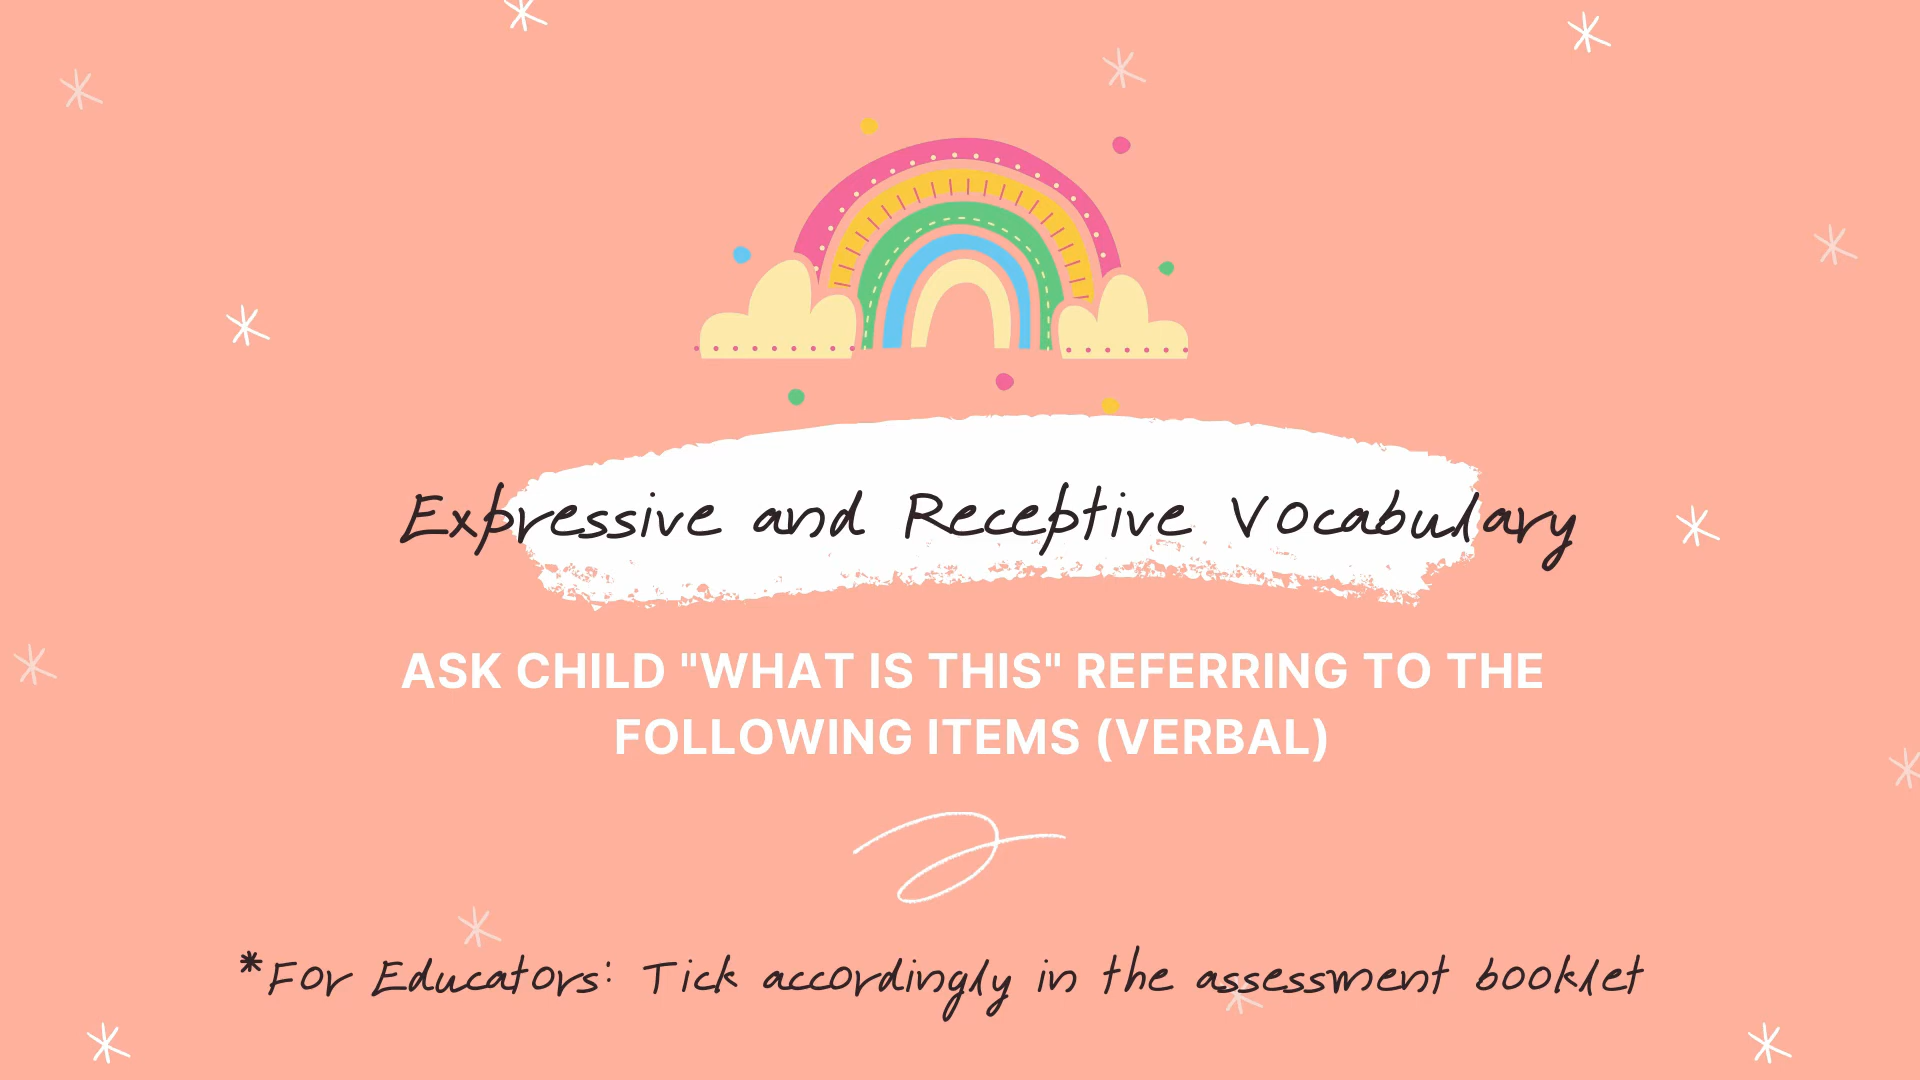 Expressive and Receptive Vocabulary
ASK CHILD "WHAT IS THIS" REFERRING TO THE
FOLLOWING ITEMS (VERBAL)
*For Educators: Tick accordingly in the assessment booklet